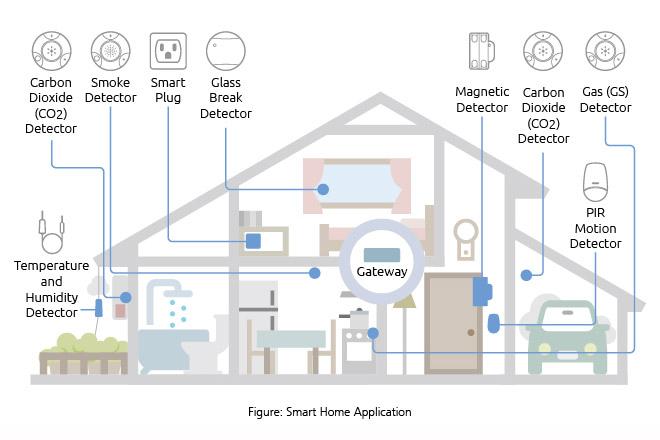 Carbon
Dioxide
(CO2)
Detector
Smoke
Detector
Smart
Plug
Glass
Break
Detector
Magnetic
Detector
Carbon
Dioxide
(CO2)
Detector
Gas (GS)
Detector
PIR
Motion
Detector
Temperature
and
Humidity
Detector
Gateway
Figure: Smart Home Application